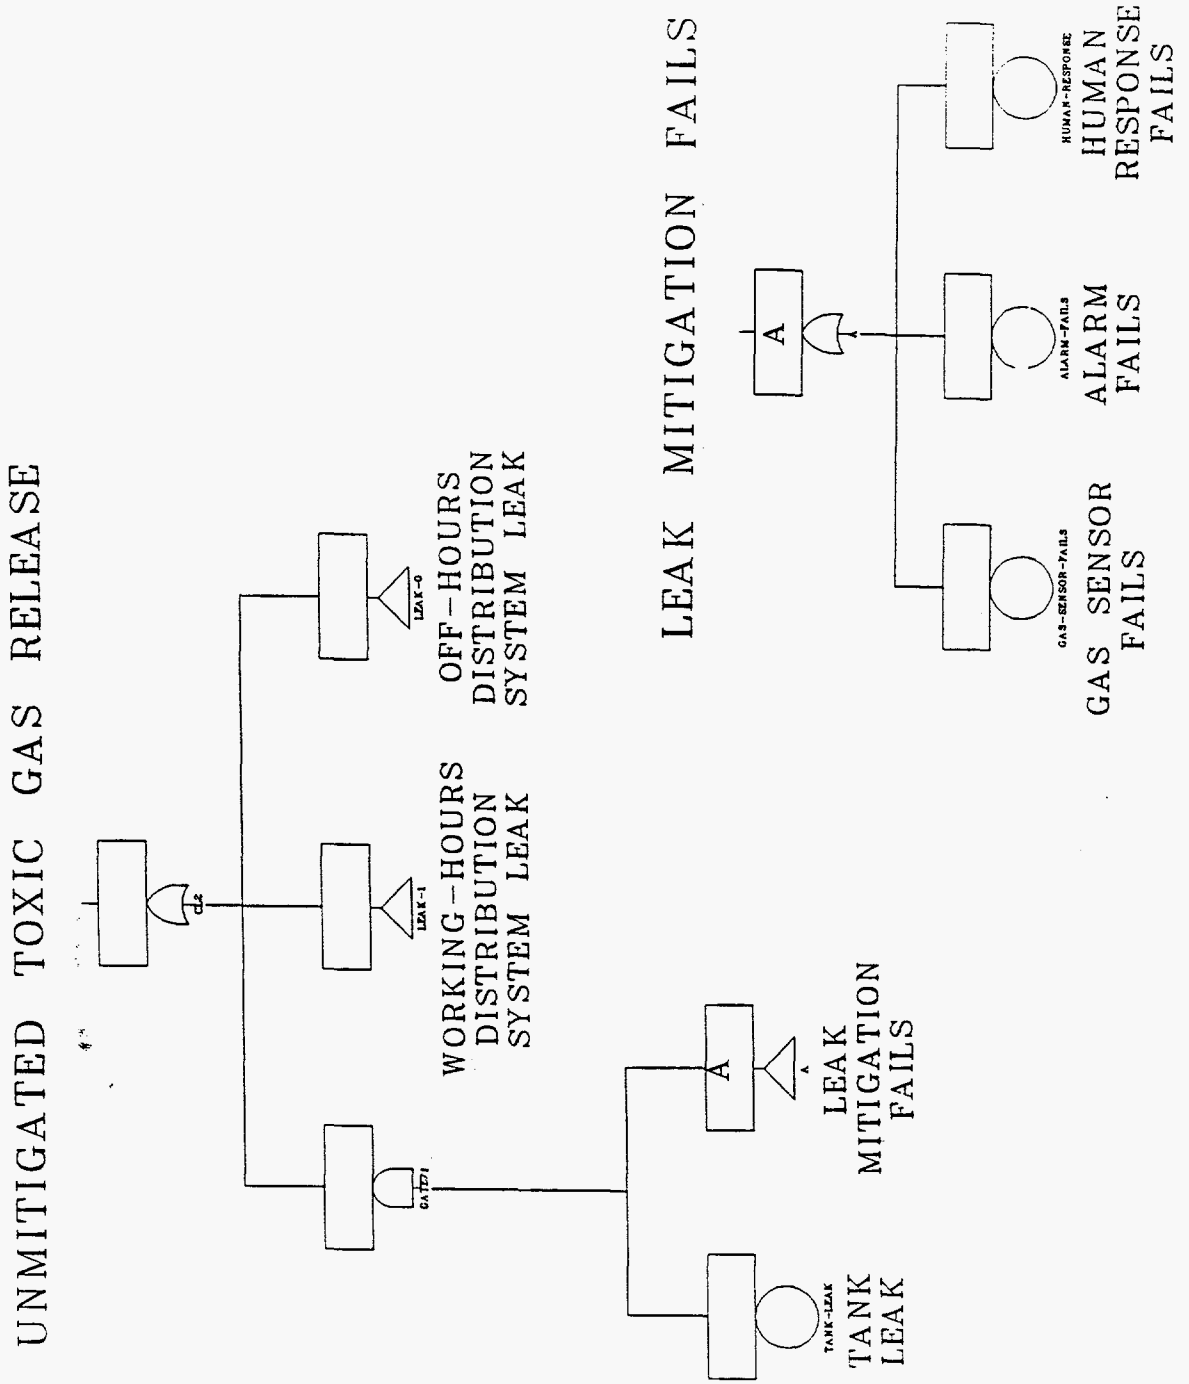 UNMITIGATED TOXIC GAS RELEASE
GATE71
LEAK-1
WORKING-HOURS
DISTRIBUTION
SYSTEM LEAK
LEAK-0
OFF-HOURS
DISTRIBUTION
SYSTEM LEAK
TANK-LEAK
TANK
LEAK
A
A
LEAK
MITIGATION
FAILS
LEAK MITIGATION FAILS
A
A
GAS-SENSOR-FAILS
GAS SENSOR
FAILS
ALARM-FAILS
ALARM
FAILS
HUMAN-RESPONSE
HUMAN
RESPONSE
FAILS